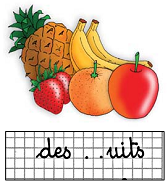 des . . uits